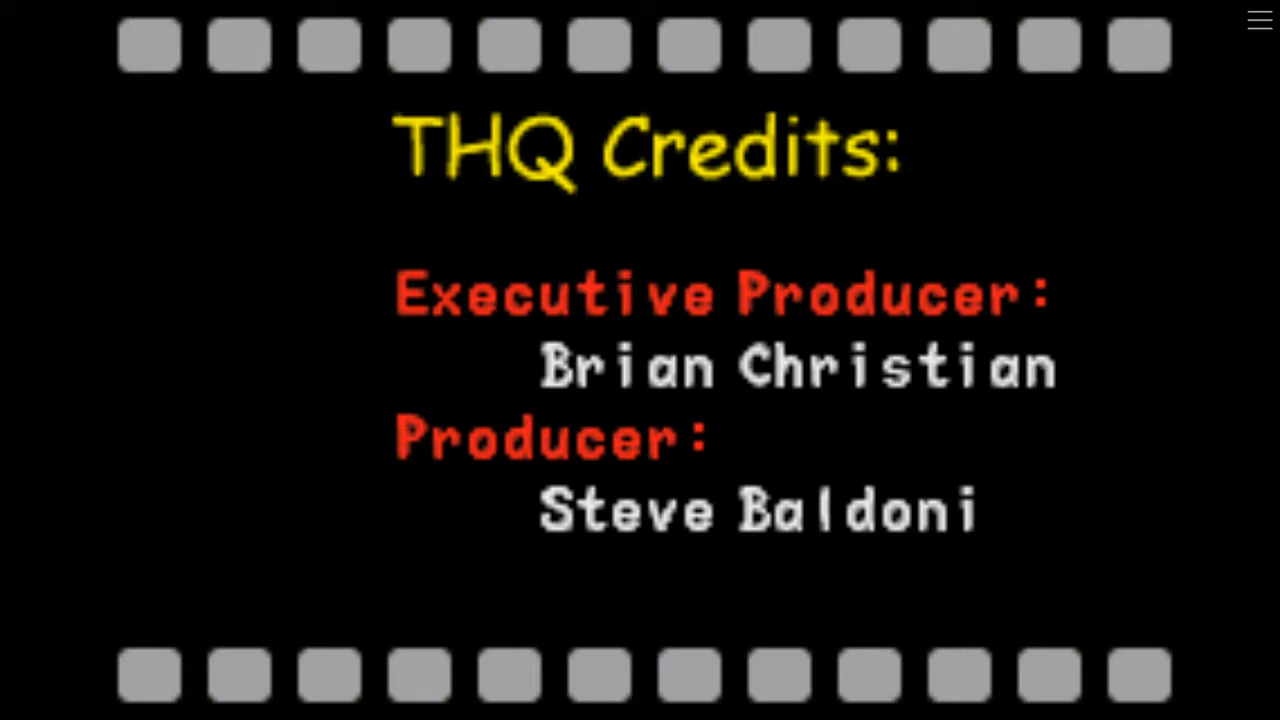 THQ Credits:
Executive Producer:
Brian Christian
Producer:
Steve Baldoni